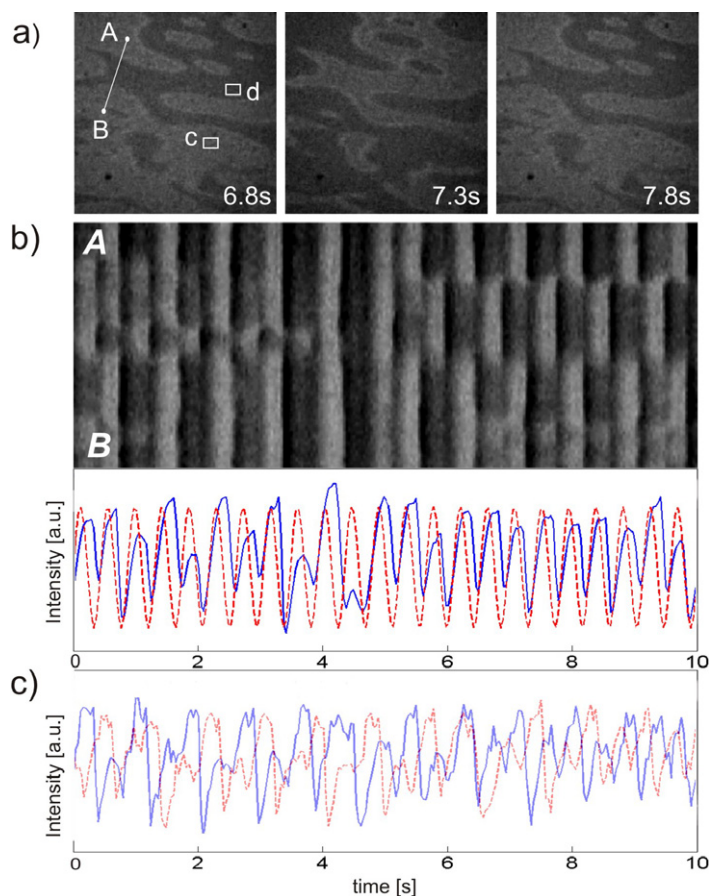 a)
A
B
d
c
6.8s
7.3s
7.8s
b)
A
B
Intensity [a.u.]
0 2 4 6 8 10
c)
Intensity [a.u.]
0 2 4 6 8 10
time [s]